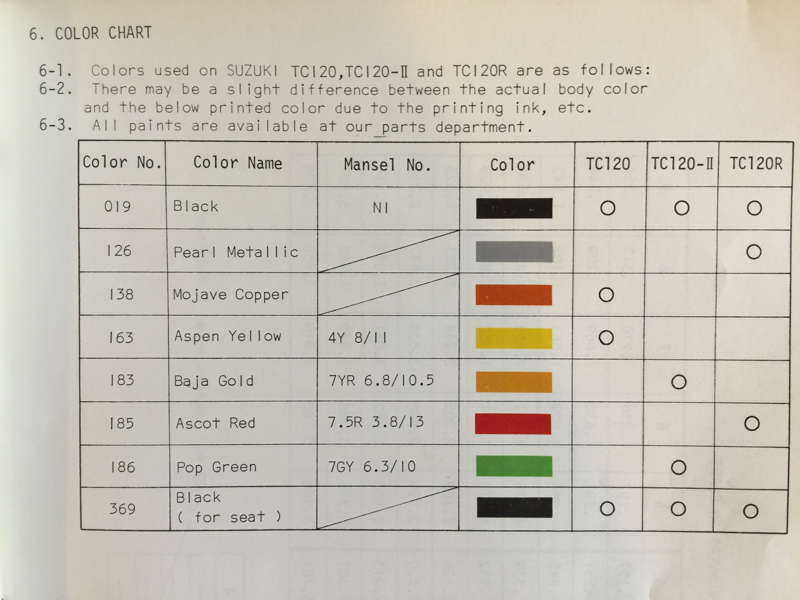 6. COLOR CHART
6-1. Colors used on SUZUKI TC120,TC120-II and TC120R are as follows:
6-2. There may be a slight difference between the actual body color
and the below printed color due to the printing ink, etc.
6-3. All paints are available at our parts department.
Color No. Color Name Mansel No. Color TC120 TC120-II TC120R
019 Black N1 ○ ○ ○
126 Pearl Metallic ○
138 Mojave Copper ○
163 Aspen Yellow 4Y 8/11 ○
183 Baja Gold 7YR 6.8/10.5 ○
185 Ascot Red 7.5R 3.8/13 ○
186 Pop Green 7GY 6.3/10 ○
369 Black
( for seat ) ○ ○ ○